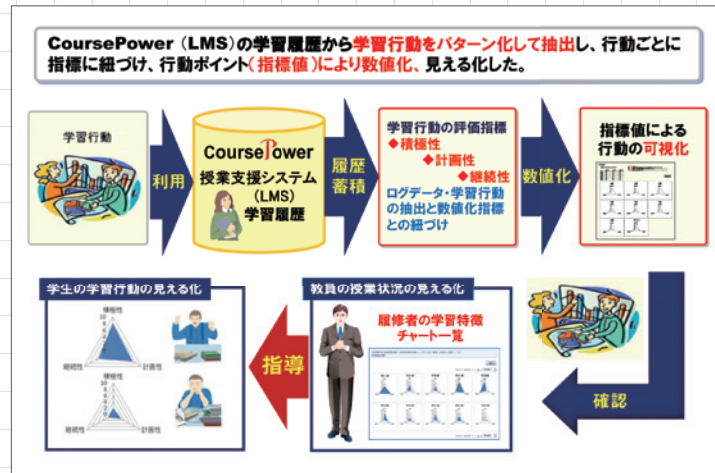 CoursePower（LMS）の学習履歴から学習行動をパターン化して抽出し、行動ごとに
指標に紐づけ、行動ポイント（指標値）により数値化、見える化した。
学習行動
利用
CoursePower
授業支援システム
（LMS）
学習履歴
履歴
蓄積
学習行動の評価指標
◆積極性
◆計画性
◆継続性
ログデータ・学習行動
の抽出と数値化指標
との紐づけ
数値化
指標値による
行動の可視化
学生の学習行動の見える化
積極性
10
8
6
4
継続性
計画性
積極性
10
8
6
4
2
0
継続性
計画性
指導
教員の授業状況の見える化
履修者の学習特徴
チャート一覧
確認